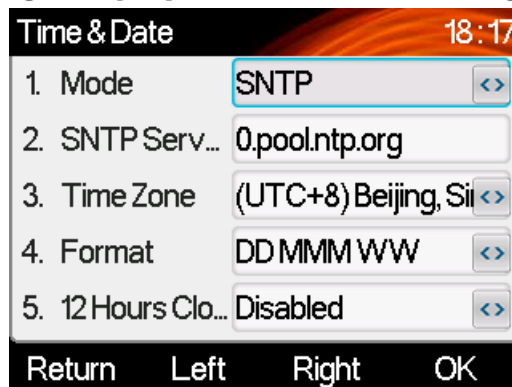 Time & Date 18:17
1. Mode SNTP
2. SNTP Serv... 0.pool.ntp.org
3. Time Zone (UTC+8) Beijing, Si
4. Format DD MMM WW
5. 12 Hours Clo... Disabled
Return Left Right OK